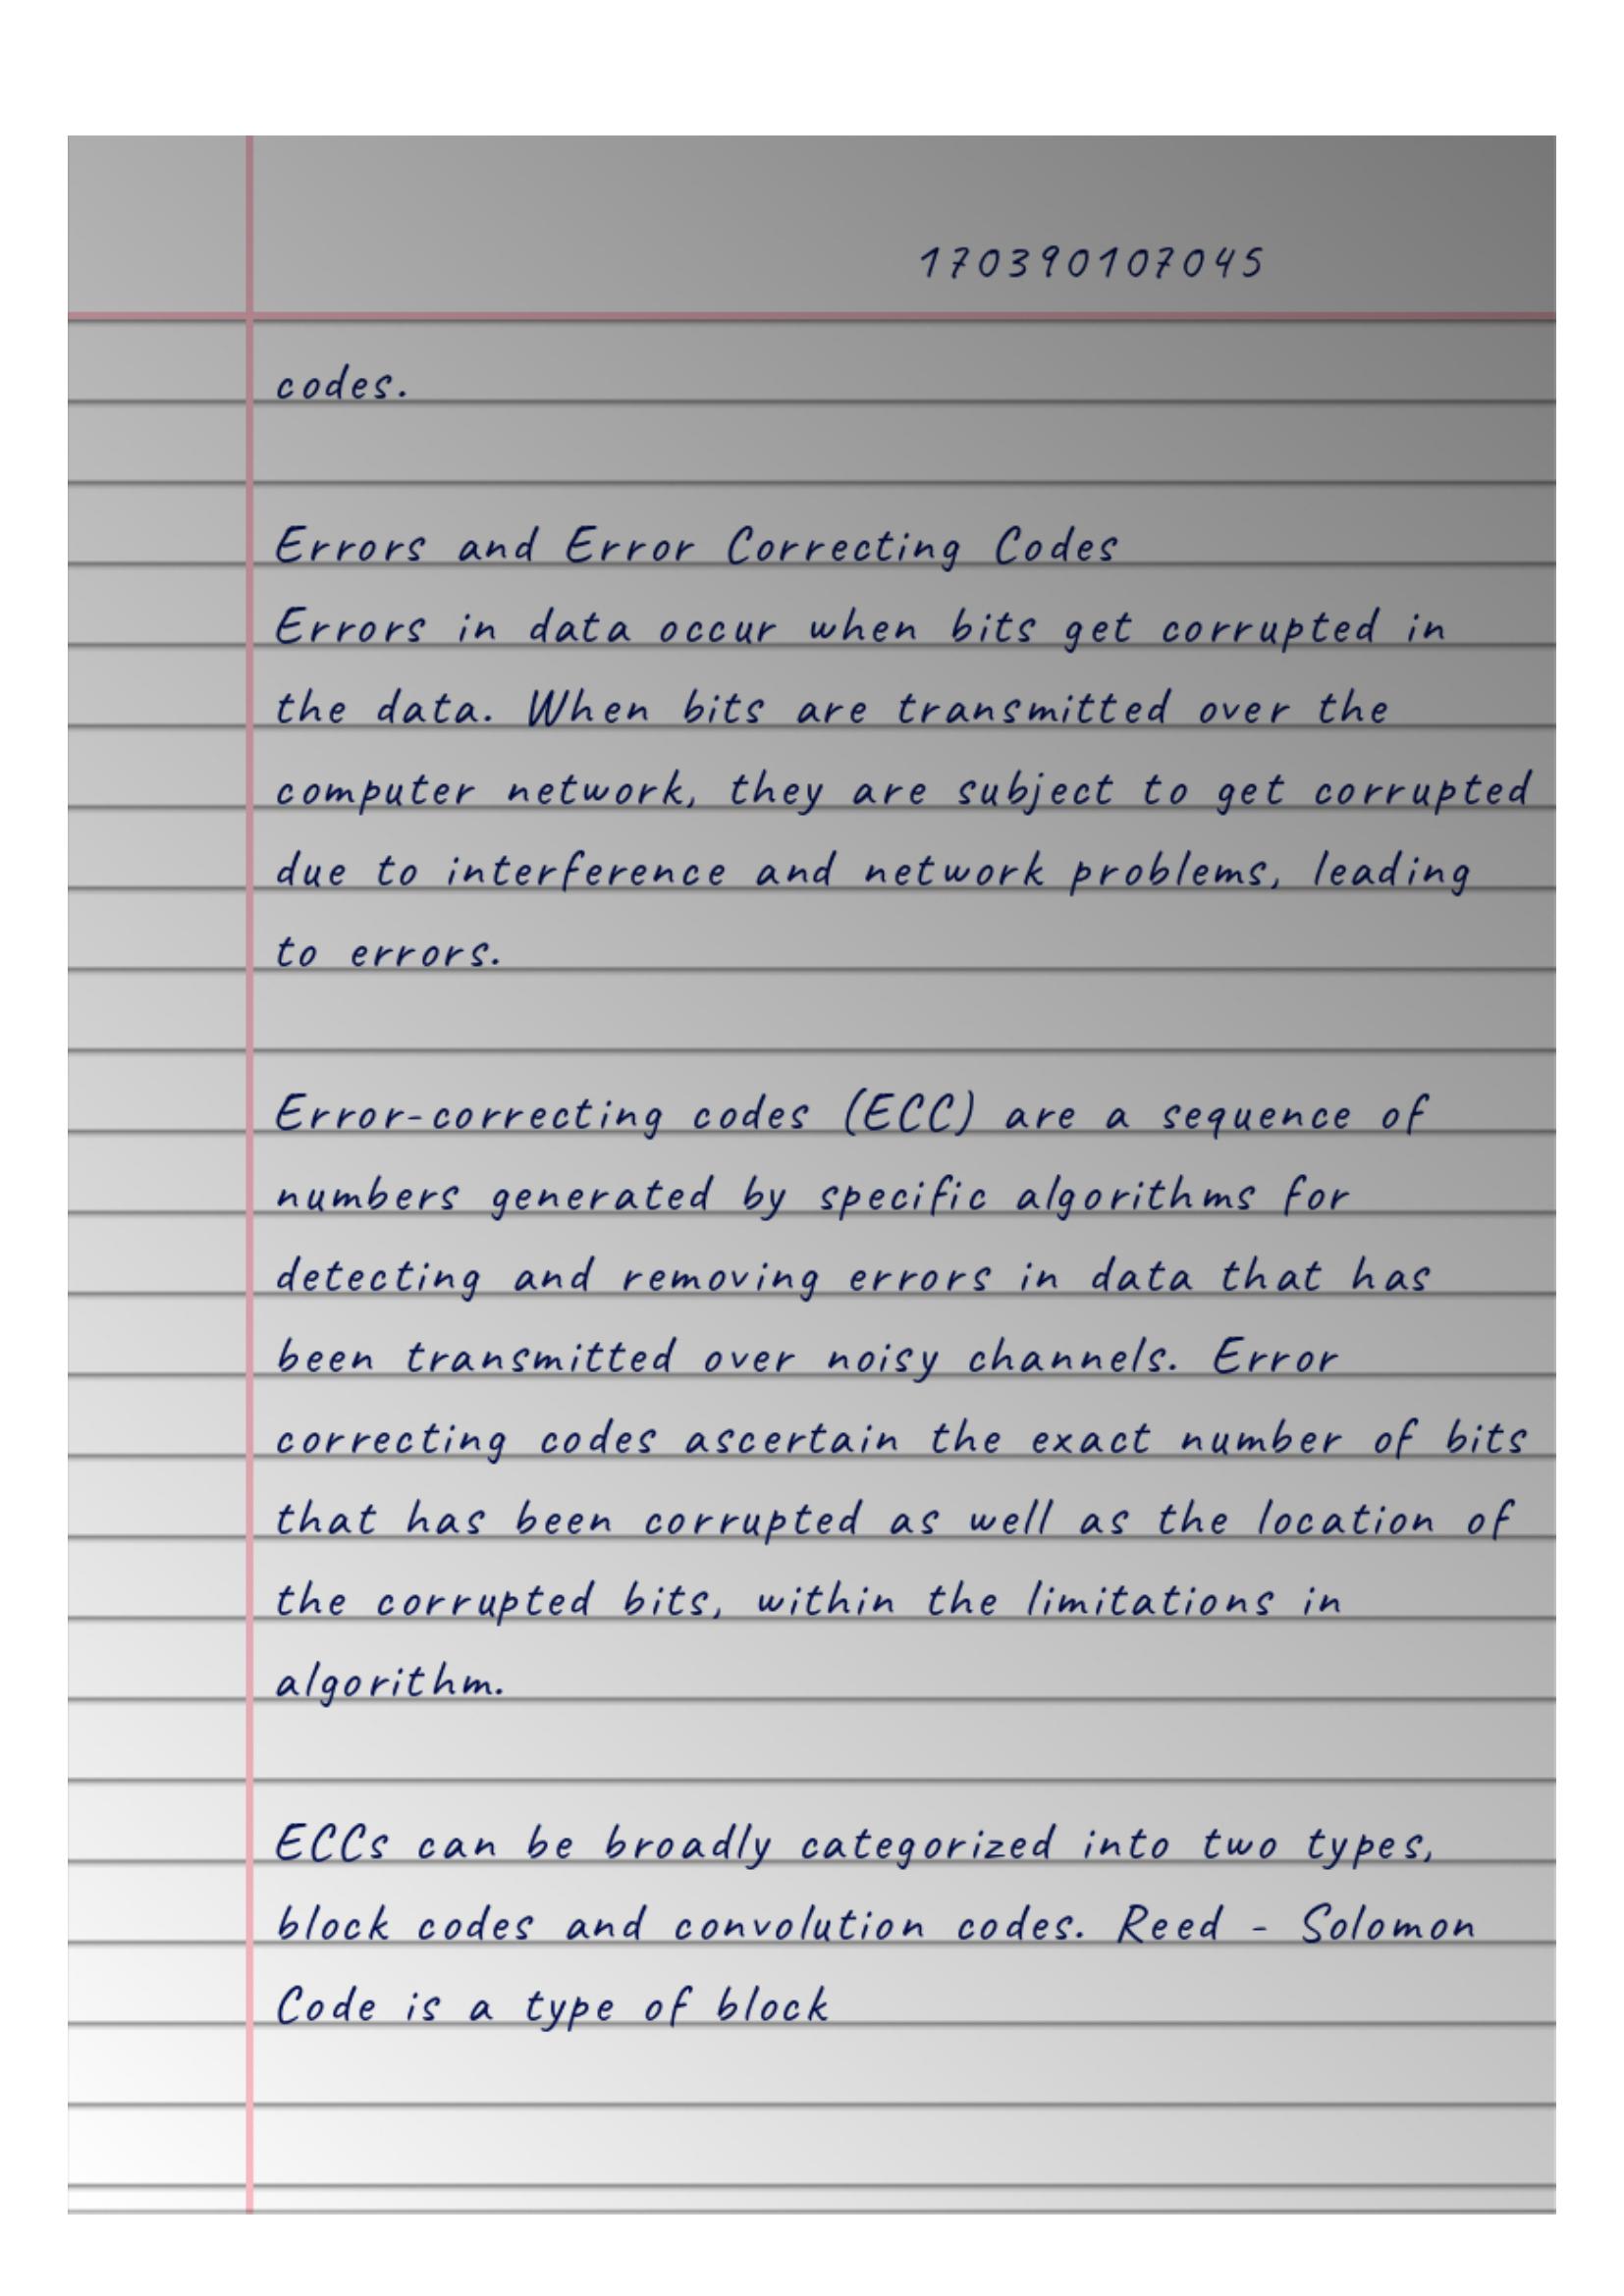 170390107045
codes.
Errors and Error Correcting Codes
Errors in data occur when bits get corrupted in
the data. When bits are transmitted over the
computer network, they are subject to get corrupted
due to interference and network problems, leading
to errors.
Error-correcting codes (ECC) are a sequence of
numbers generated by specific algorithms for
detecting and removing errors in data that has
been transmitted over noisy channels. Error
correcting codes ascertain the exact number of bits
that has been corrupted as well as the location of
the corrupted bits, within the limitations in
algorithm.
ECCs can be broadly categorized into two types,
block codes and convolution codes. Reed - Solomon
Code is a type of block